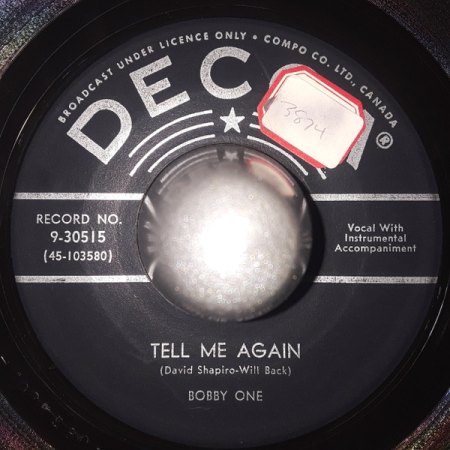 BROADCAST UNDER LICENCE ONLY • COMPO CO. LTD., CANADA
DEC ®
3874
RECORD NO.
9-30515
(45-103580)
Vocal With
Instrumental
Accompaniment
TELL ME AGAIN
(David Shapiro-Will Back)
BOBBY ONE